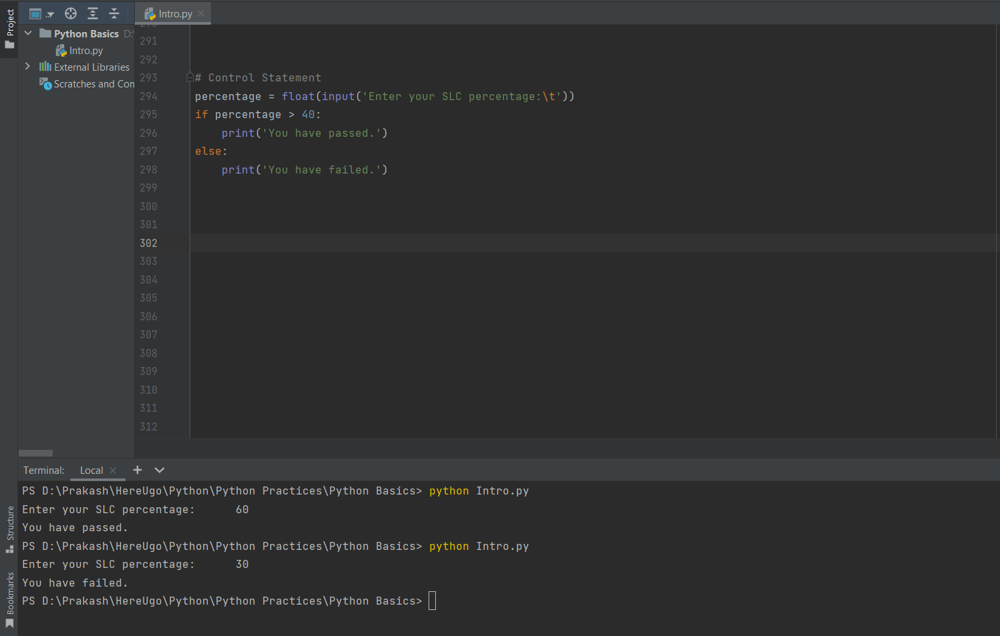 Project
Intro.py
Python Basics D:\
Intro.py
External Libraries
Scratches and Con
291
292
293 # Control Statement
294 percentage = float(input('Enter your SLC percentage:\t'))
295 if percentage > 40:
296 print('You have passed.')
297 else:
298 print('You have failed.')
299
300
301
302
303
304
305
306
307
308
309
310
311
312
Terminal: Local
PS D:\Prakash\HereUgo\Python\Python Practices\Python Basics> python Intro.py
Enter your SLC percentage: 60
You have passed.
PS D:\Prakash\HereUgo\Python\Python Practices\Python Basics> python Intro.py
Enter your SLC percentage: 30
You have failed.
PS D:\Prakash\HereUgo\Python\Python Practices\Python Basics>
Structure
Bookmarks